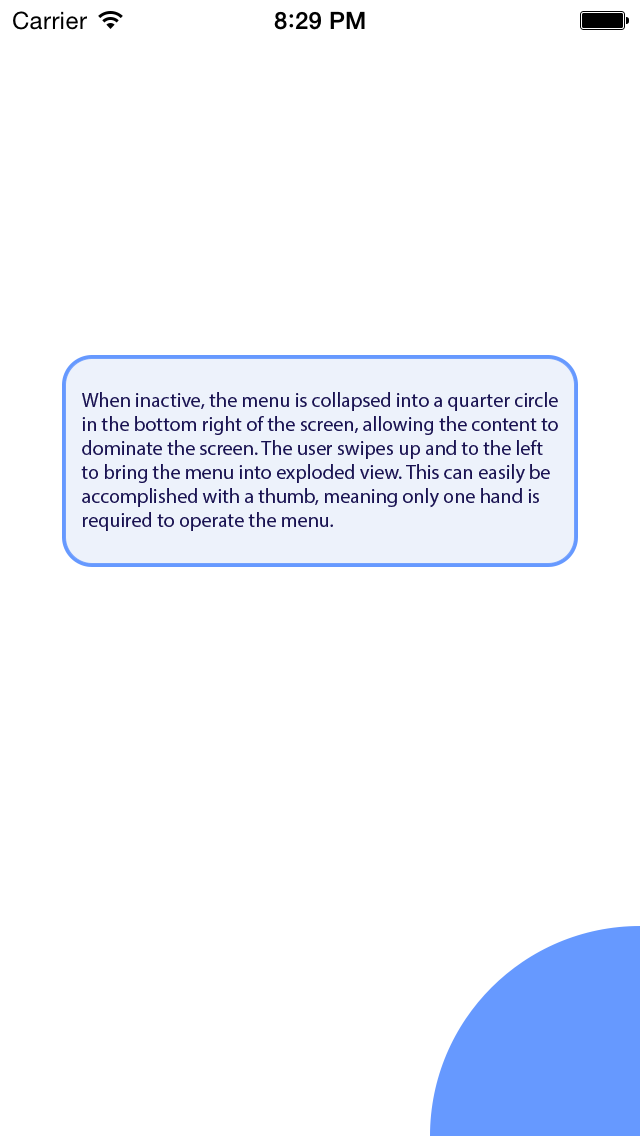 Carrier 8:29 PM
When inactive, the menu is collapsed into a quarter circle
in the bottom right of the screen, allowing the content to
dominate the screen. The user swipes up and to the left
to bring the menu into exploded view. This can easily be
accomplished with a thumb, meaning only one hand is
required to operate the menu.